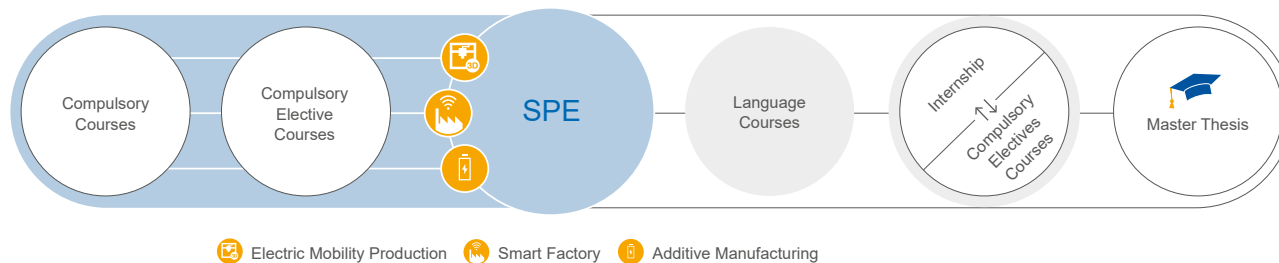 Compulsory
Courses
Compulsory
Elective
Courses
3D
SPE
Language
Courses
Internship
Compulsory
Electives
Courses
Master Thesis
3D
Electric Mobility Production
Smart Factory
Additive Manufacturing